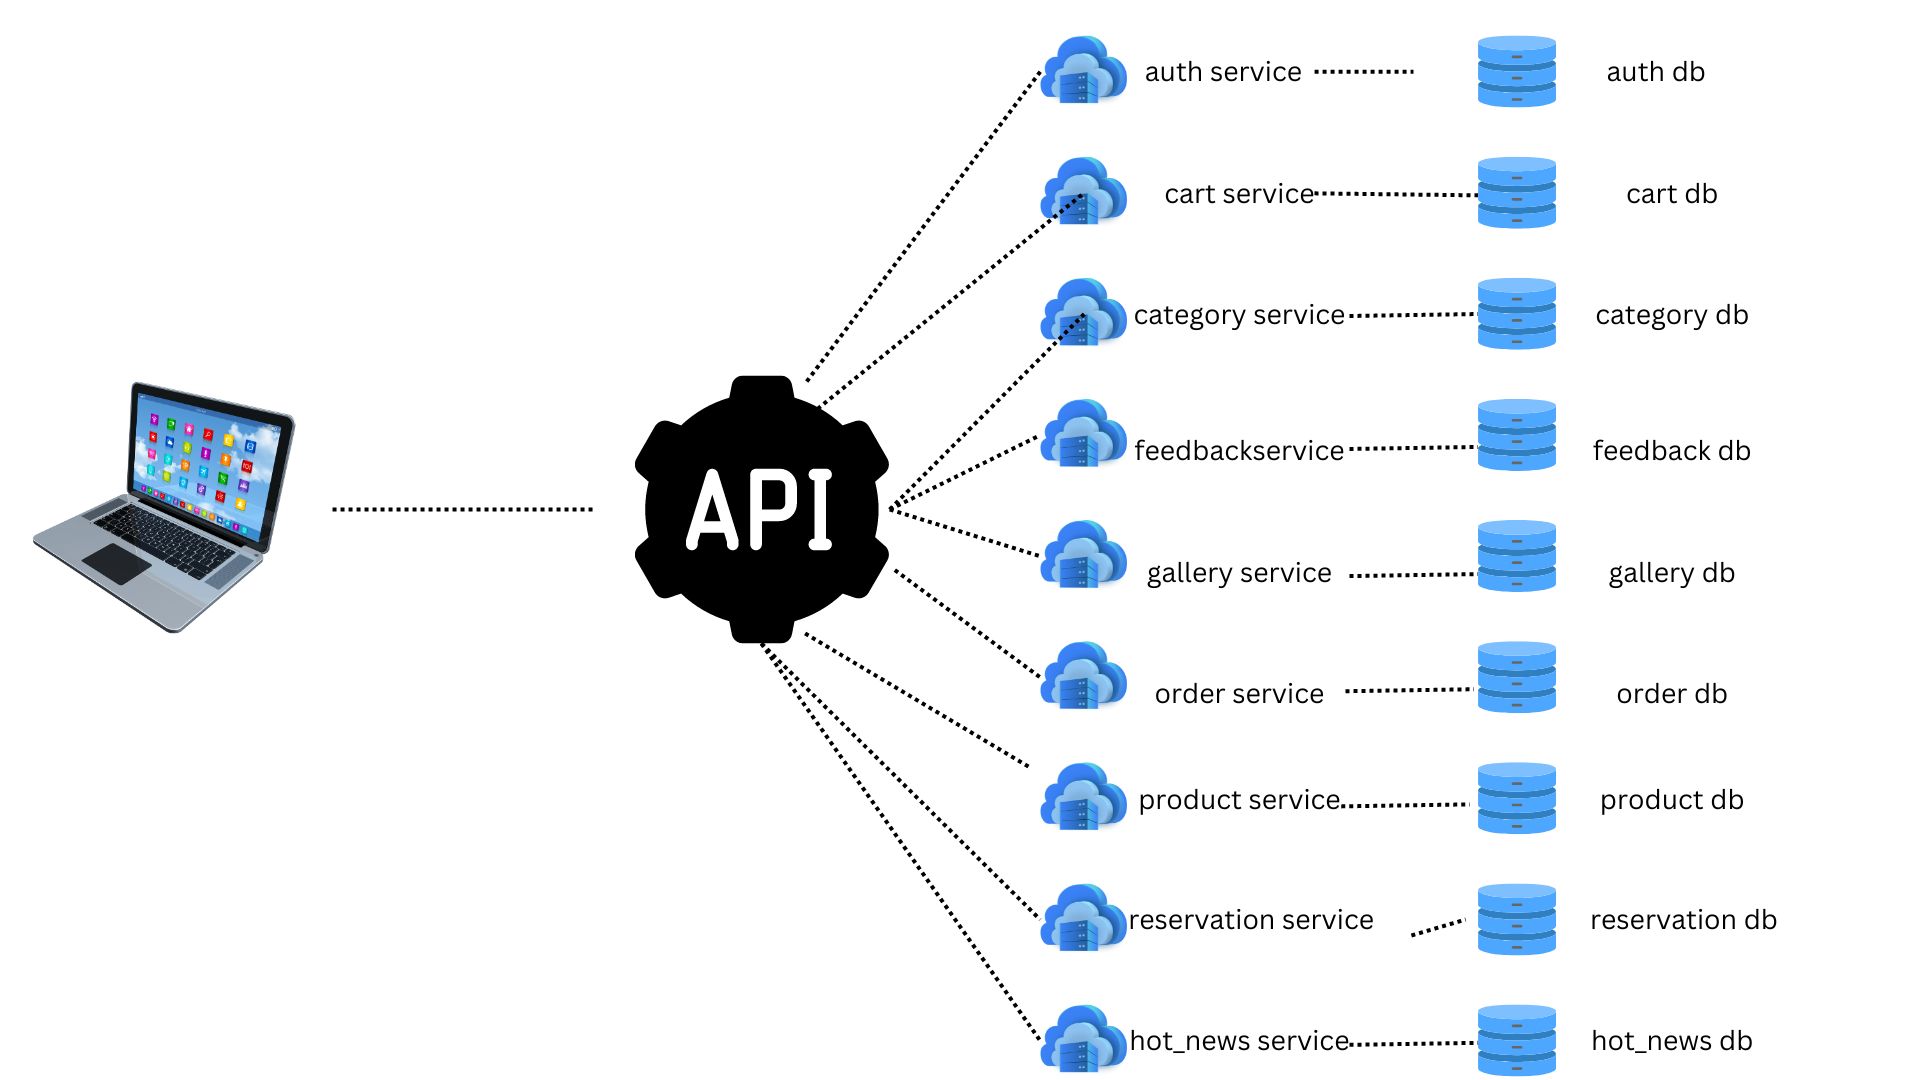 auth service
auth db
cart service
cart db
category service
category db
feedbackservice
feedback db
API
gallery service
gallery db
order service
order db
product service
product db
reservation service
reservation db
hot_news service
hot_news db